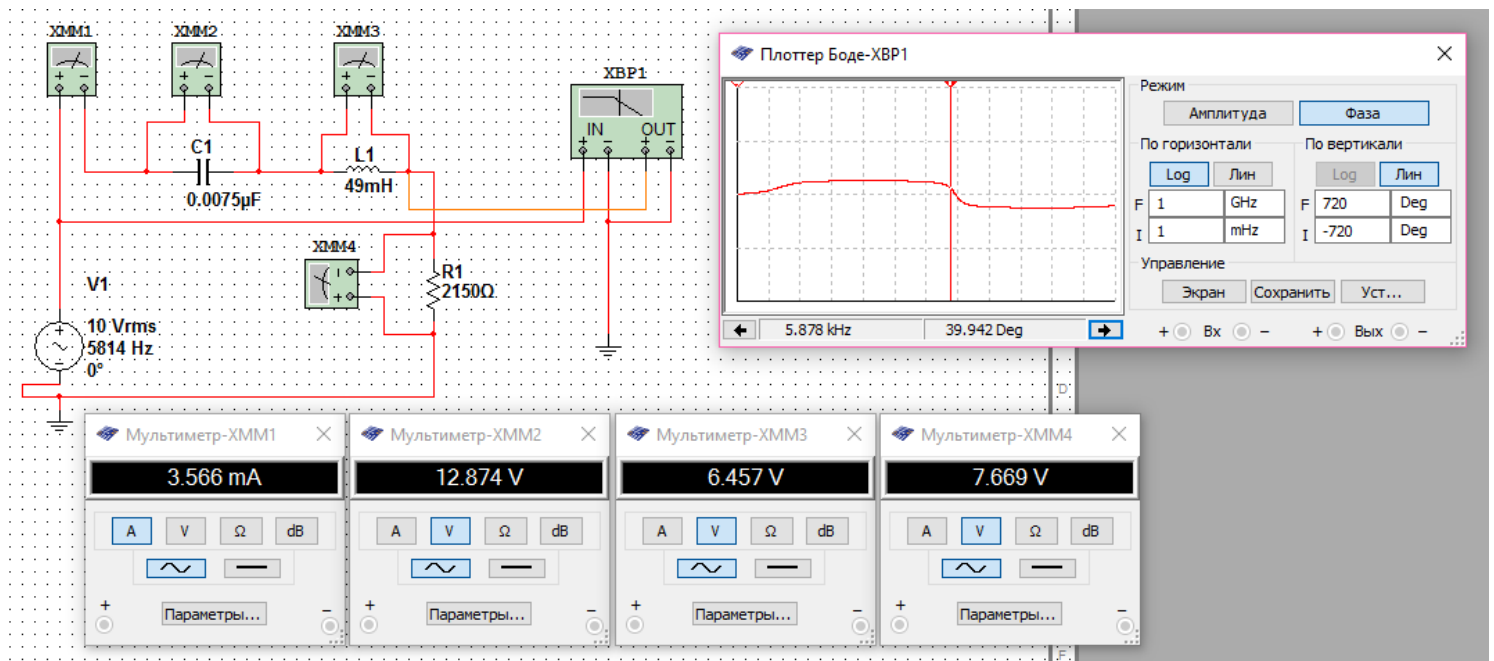 XMM1
XMM2
XMM3
C1
0.0075µF
L1
49mH
XBP1
IN OUT
XMM4
R1
2150Ω
V1
10 Vrms
5814 Hz
0°
D
E
Плоттер Боде-XBP1
Режим
Амплитуда Фаза
По горизонтали По вертикали
Log Лин Log Лин
F 1 GHz F 720 Deg
I 1 mHz I -720 Deg
Управление
Экран Сохранить Уст...
5.878 kHz 39.942 Deg
+ Вх - + Вых -
Мультиметр-XMM1
3.566 mA
A V Ω dB
+ Параметры... -
Мультиметр-XMM2
12.874 V
A V Ω dB
+ Параметры... -
Мультиметр-XMM3
6.457 V
A V Ω dB
+ Параметры... -
Мультиметр-XMM4
7.669 V
A V Ω dB
+ Параметры... -